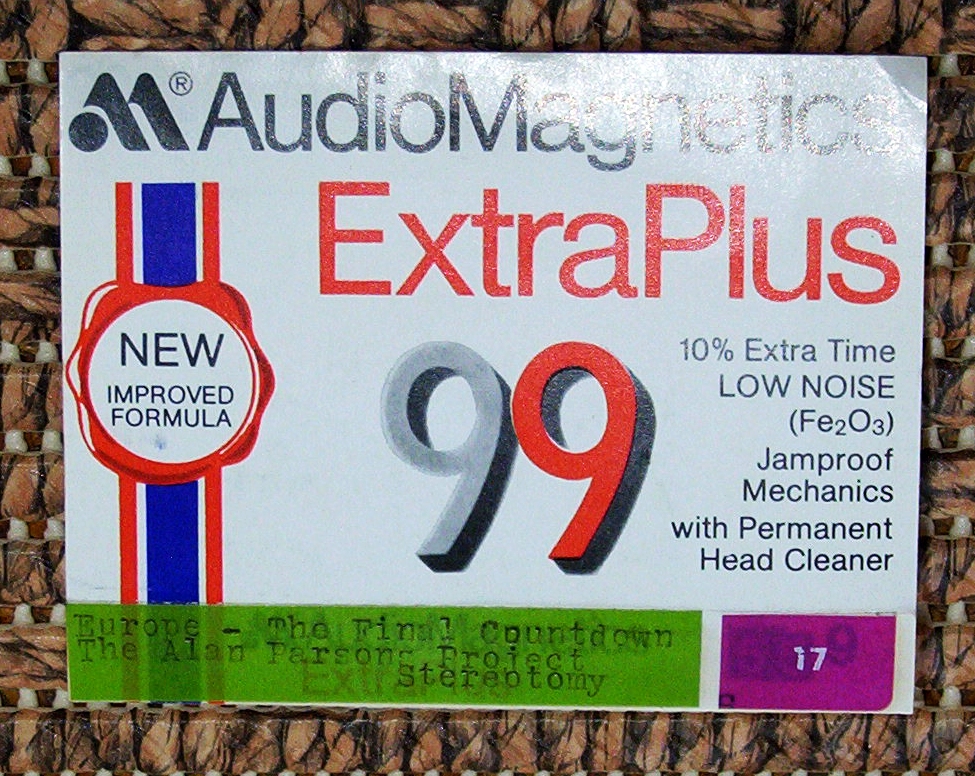 ® AudioMagnetics
ExtraPlus
NEW
IMPROVED
FORMULA
99
10% Extra Time
LOW NOISE
(Fe₂O₃)
Jamproof
Mechanics
with Permanent
Head Cleaner
Europe - The Final Countdown
The Alan Parsons Project
Stereotomy
17